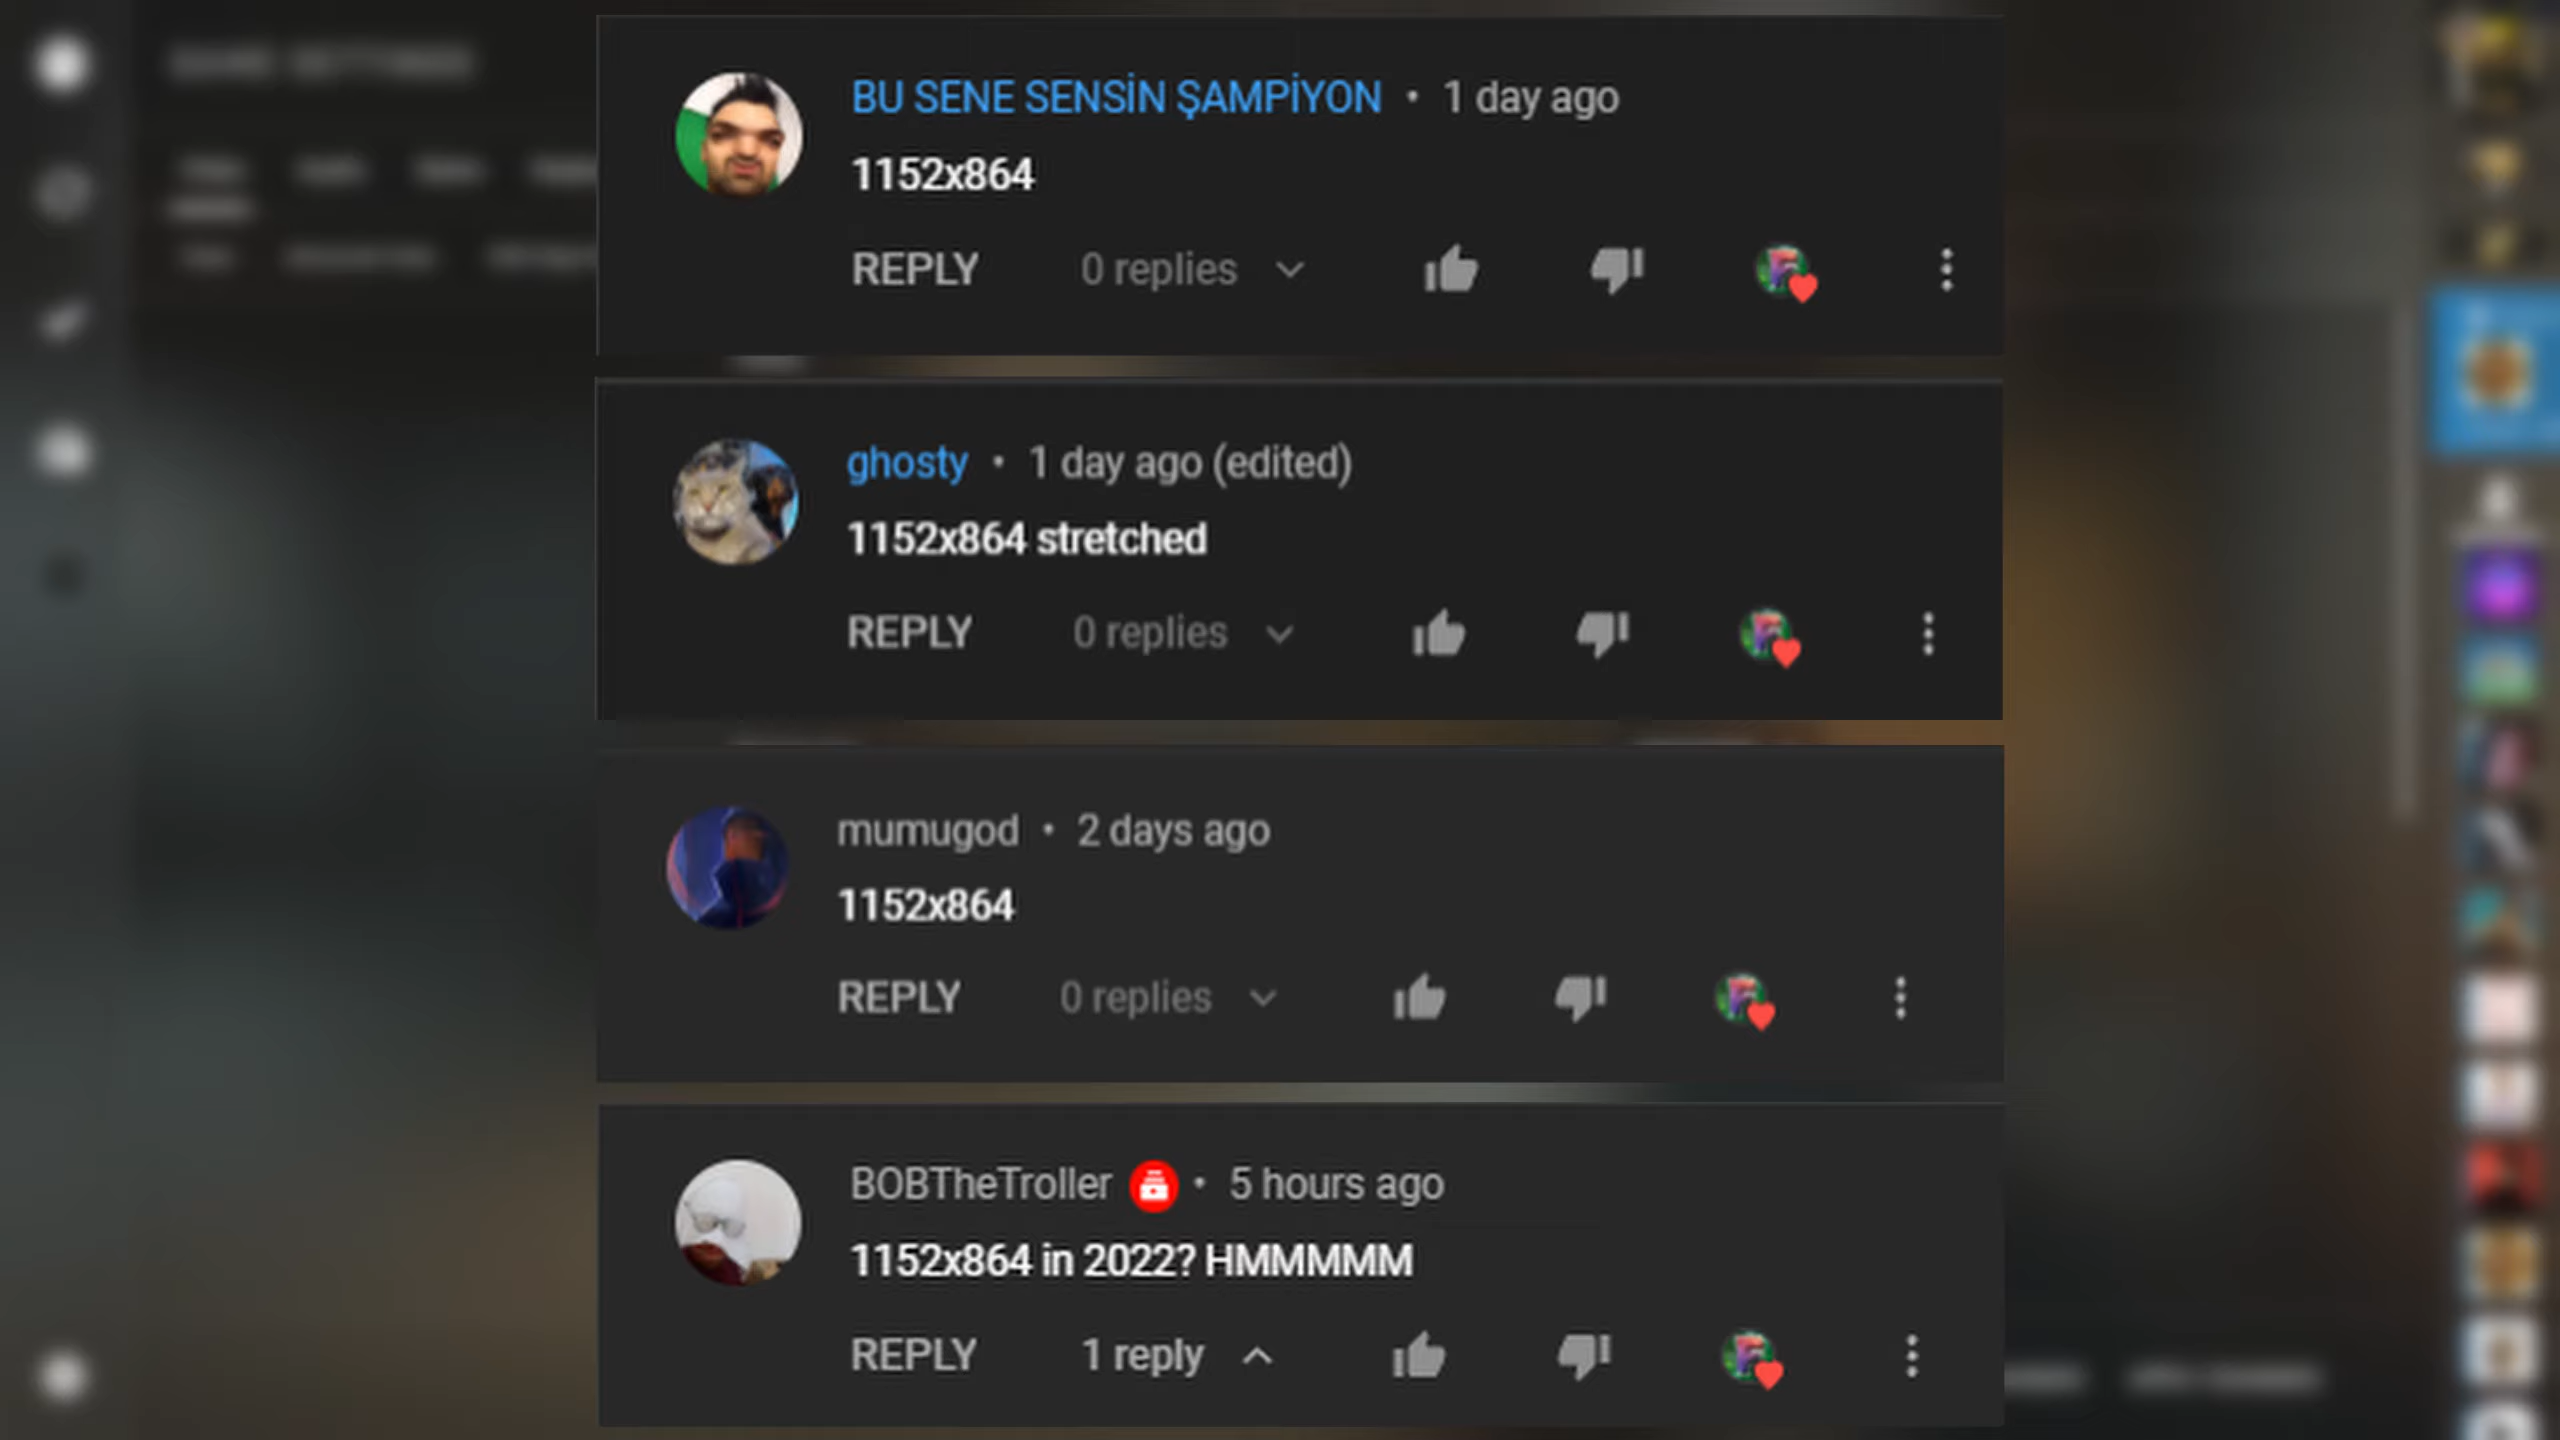 BU SENE SENSİN ŞAMPİYON • 1 day ago
1152x864
REPLY 0 replies
ghosty • 1 day ago (edited)
1152x864 stretched
REPLY 0 replies
mumugod • 2 days ago
1152x864
REPLY 0 replies
BOBTheTroller • 5 hours ago
1152x864 in 2022? HMMMMM
REPLY 1 reply